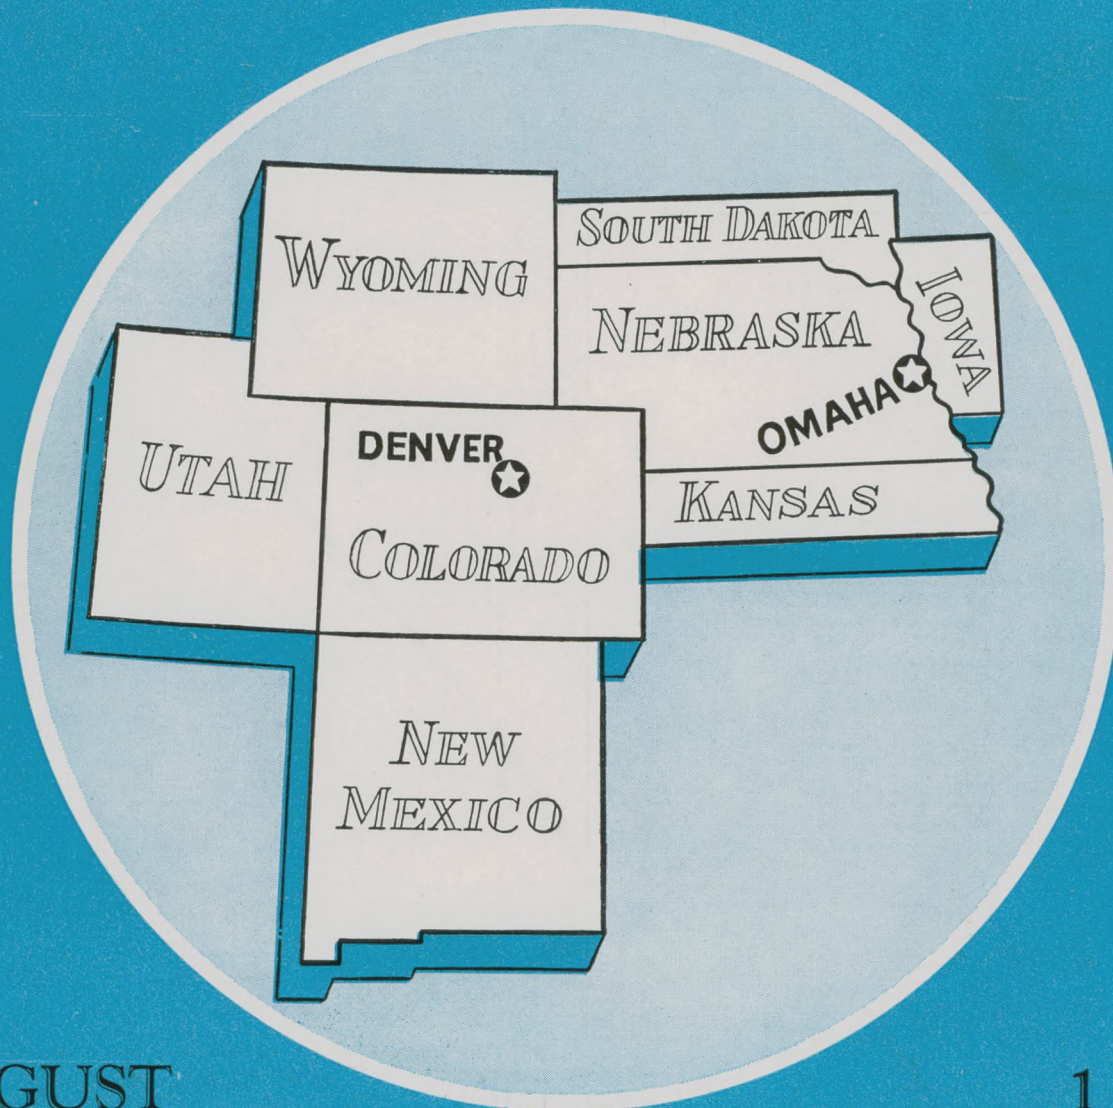 WYOMING
SOUTH DAKOTA
NEBRASKA
IOWA
OMAHA
UTAH
DENVER
COLORADO
KANSAS
NEW
MEXICO
GUST
1